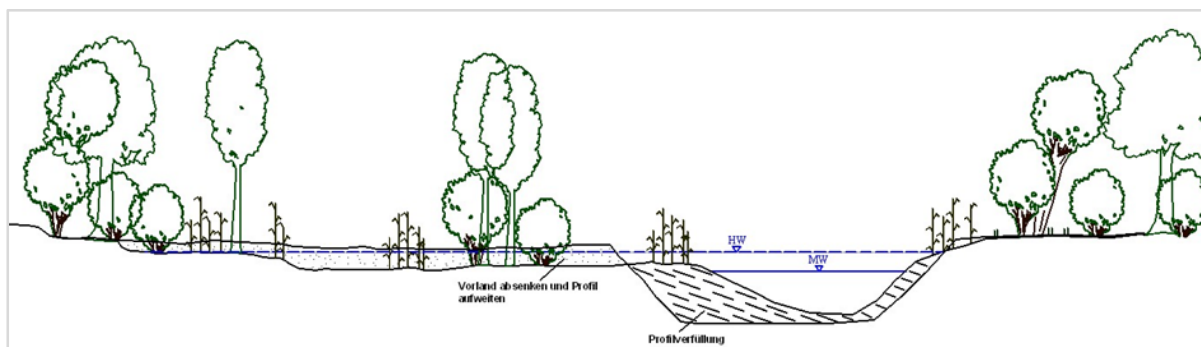 HW
MW
Vorland absenken und Profil
aufweiten
Profilverfüllung